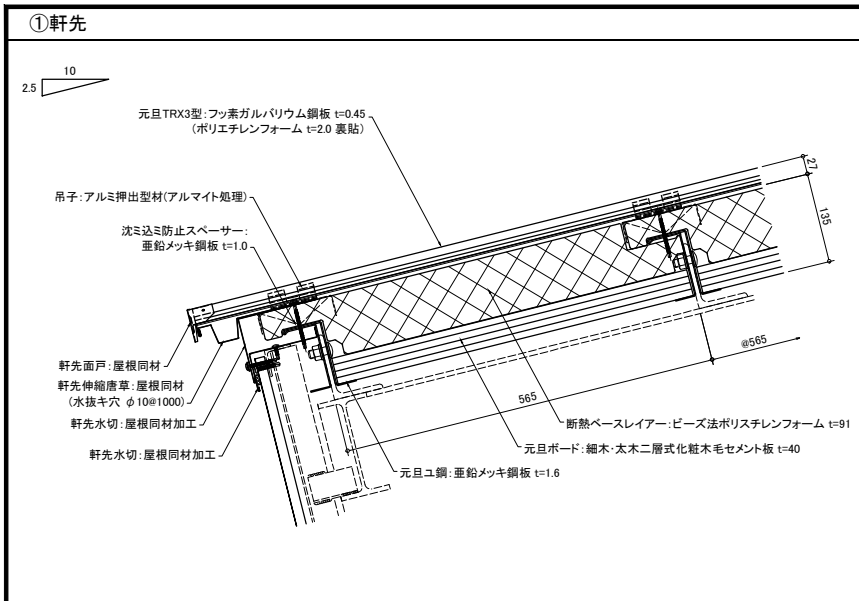 ①軒先
10
2.5
元旦TRX3型:フッ素ガルバリウム鋼板 t=0.45
(ポリエチレンフォーム t=2.0 裏貼)
吊子:アルミ押出型材(アルマイト処理)
沈ミ込ミ防止スペーサー:
亜鉛メッキ鋼板 t=1.0
27
135
軒先面戸:屋根同材
軒先伸縮唐草:屋根同材
(水抜キ穴 φ10@1000)
軒先水切:屋根同材加工
軒先水切:屋根同材加工
@565
565
断熱ベースレイアー:ビーズ法ポリスチレンフォーム t=91
元旦ボード:細木・太木二層式化粧木毛セメント板 t=40
元旦ユ鋼:亜鉛メッキ鋼板 t=1.6